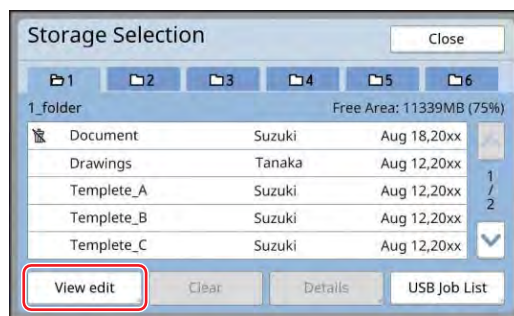 Storage Selection Close
1 2 3 4 5 6
1_folder Free Area: 11339MB (75%)
Document Suzuki Aug 18,20xx
Drawings Tanaka Aug 12,20xx
Templete_A Suzuki Aug 12,20xx
Templete_B Suzuki Aug 12,20xx
Templete_C Suzuki Aug 12,20xx
1
/
2
View edit Clear Details USB Job List